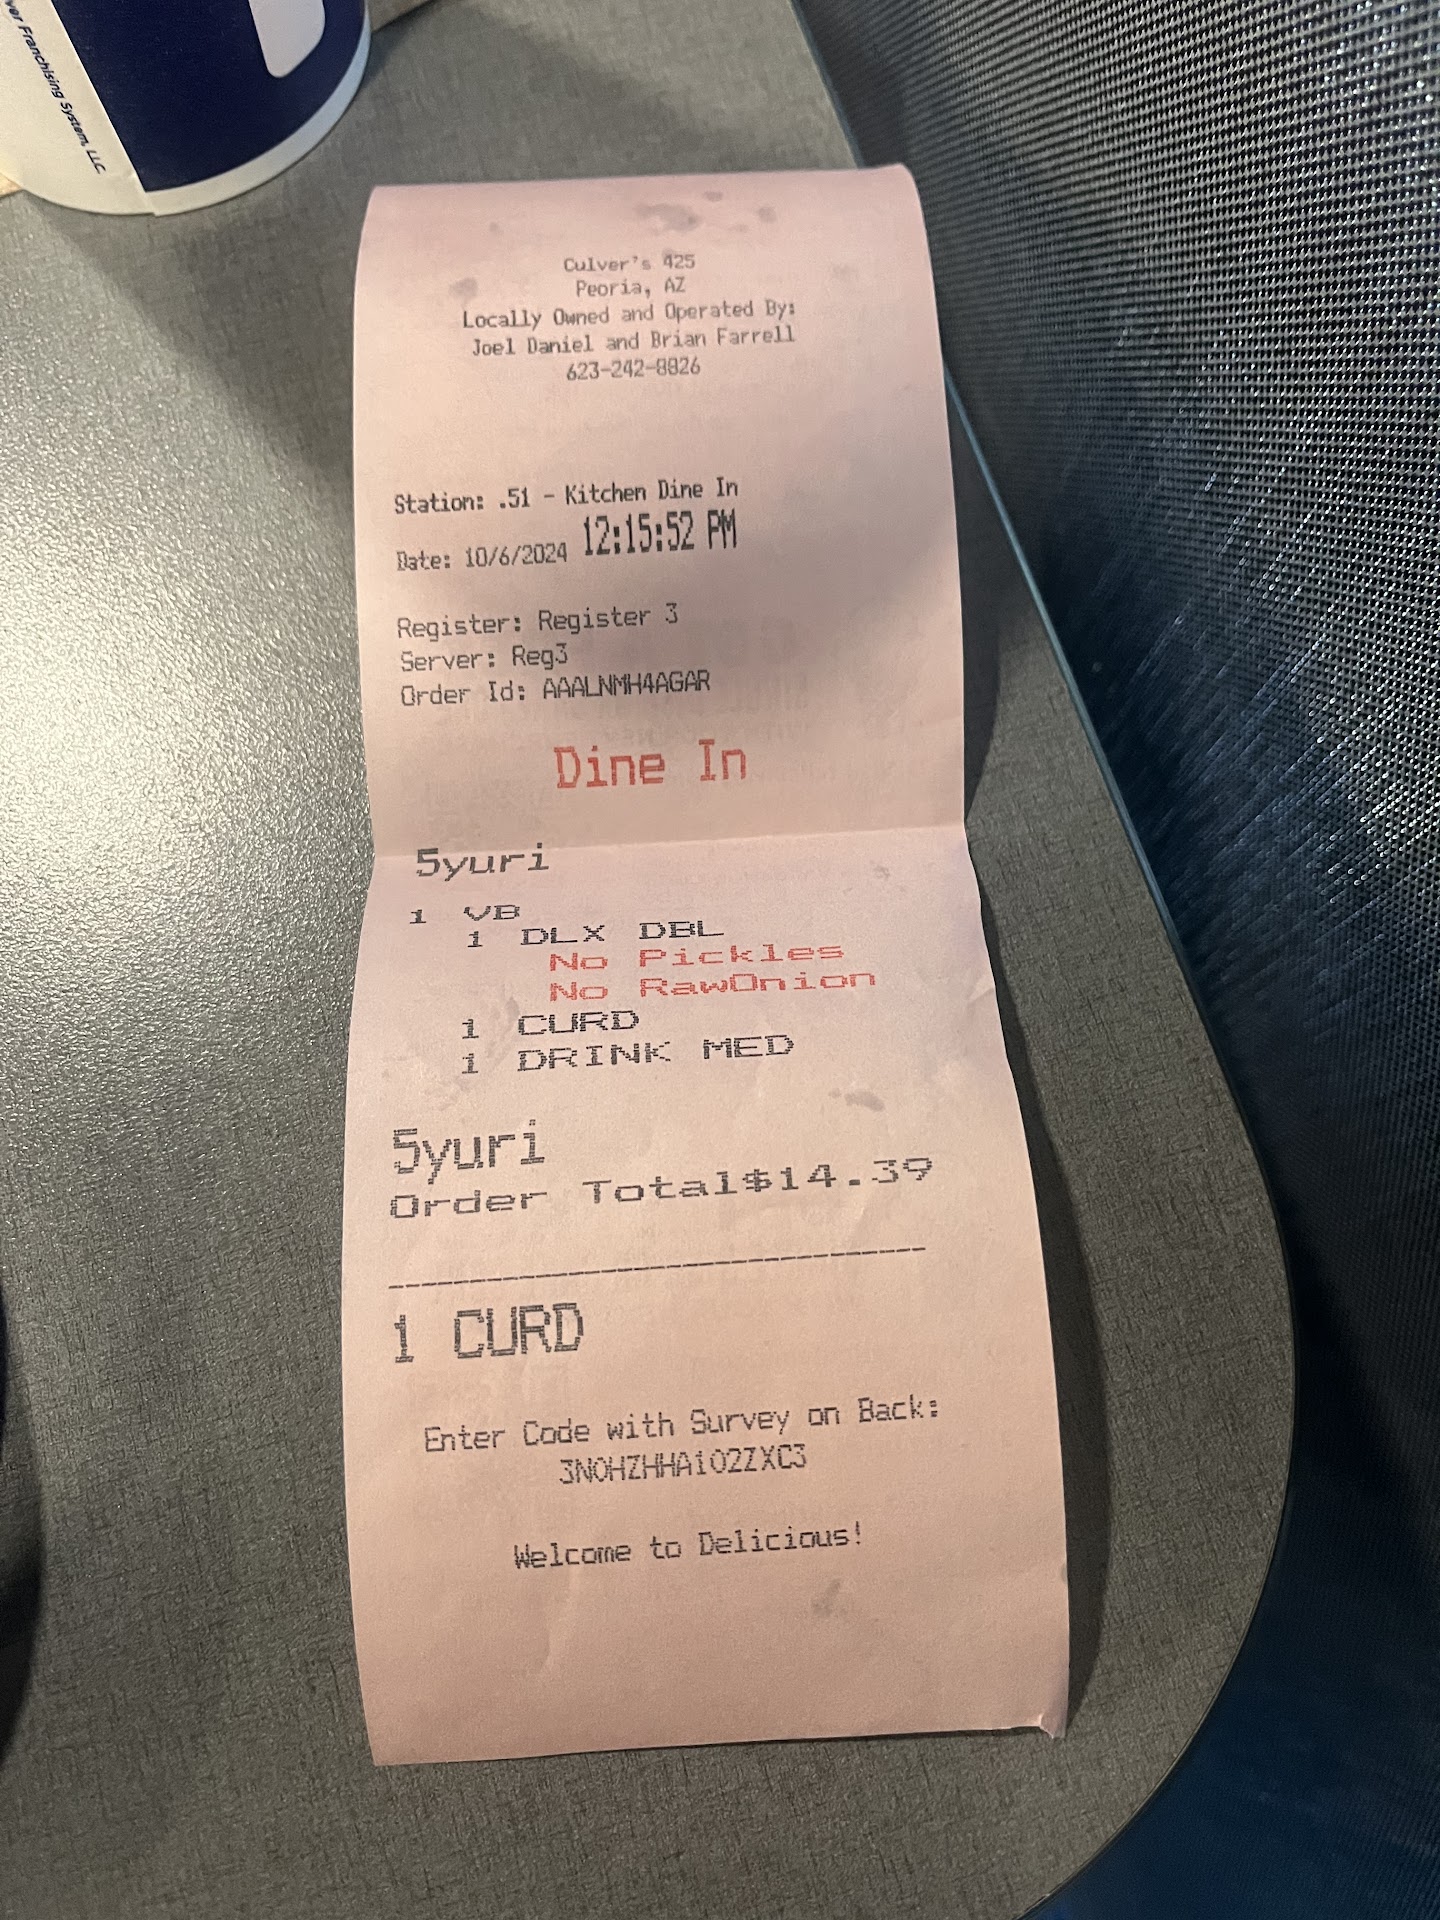 ver Franchising System, LLC.
Culver's 425
Peoria, AZ
Locally Owned and Operated By:
Joel Daniel and Brian Farrell
623-242-8826
Station: .51 - Kitchen Dine In
Date: 10/6/2024 12:15:52 PM
Register: Register 3
Server: Reg3
Order Id: AAALNMH4AGAR
Dine In
5yuri
1 VB
1 DLX DBL
No Pickles
No RawOnion
1 CURD
1 DRINK MED
5yuri
Order Total$14.39
--------------------------------
1 CURD
Enter Code with Survey on Back:
3NOHZHHA1O2ZXC3
Welcome to Delicious!